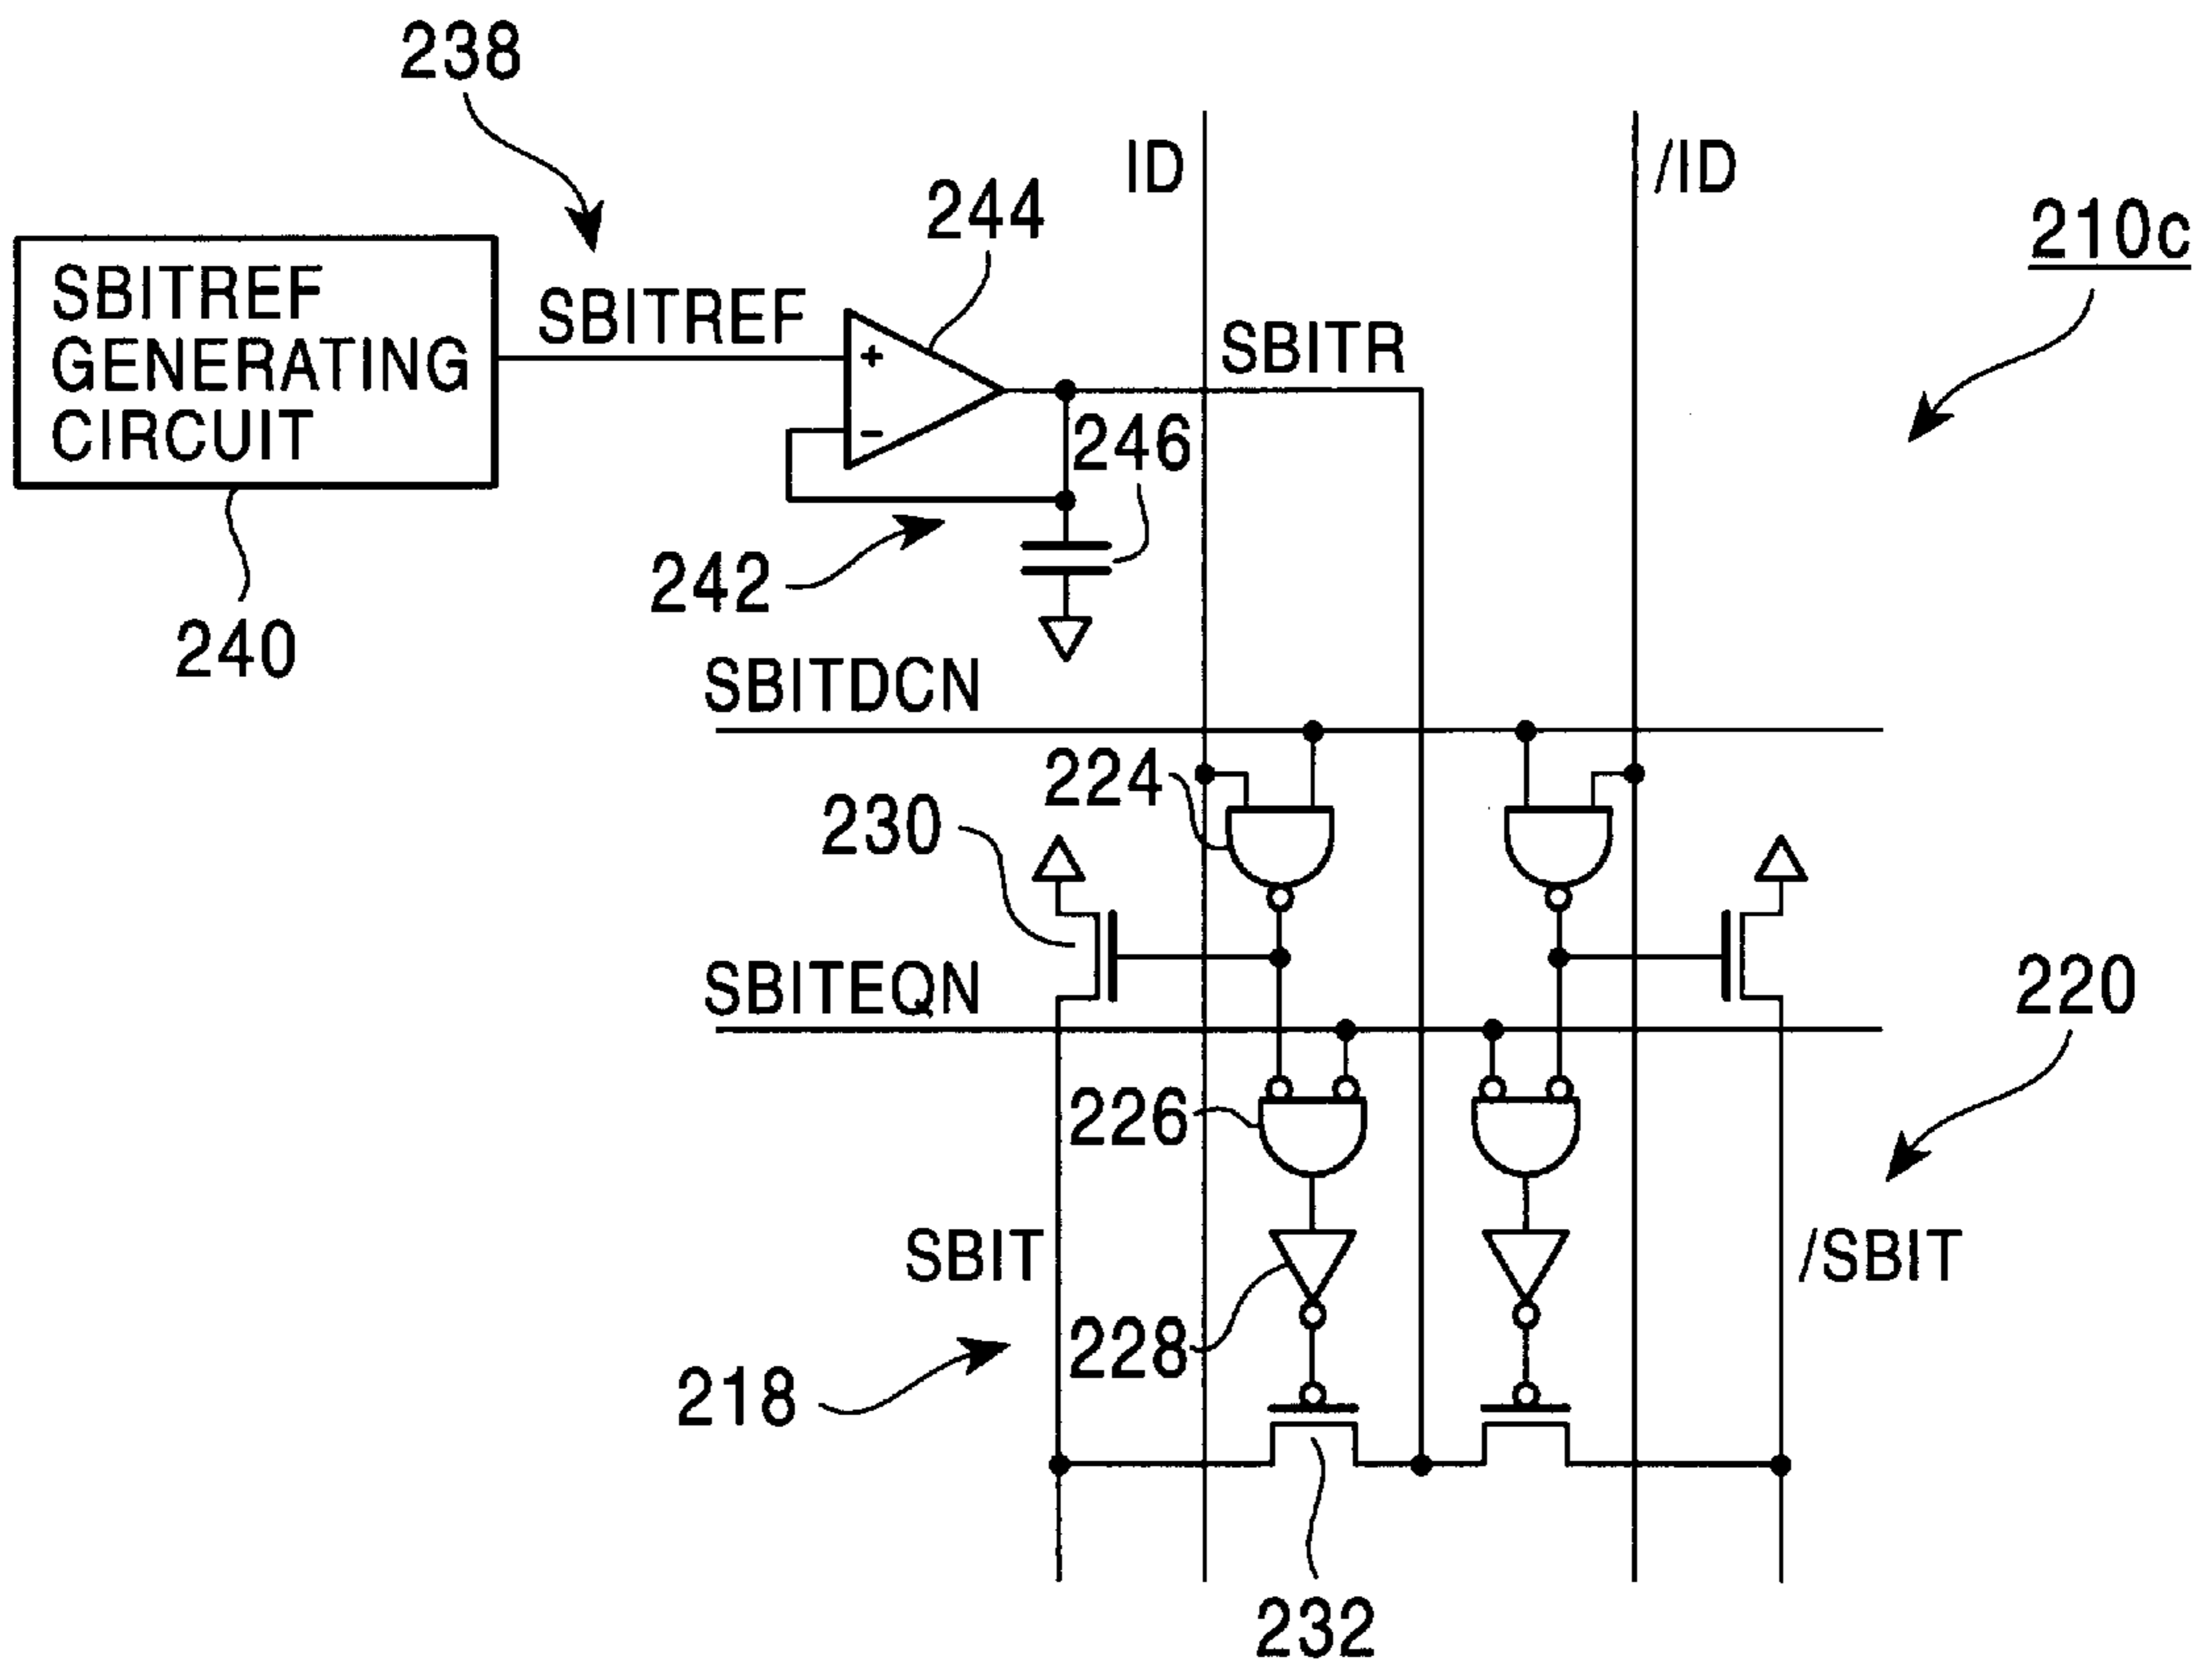 238
ID
/ID
244
210c
SBITREF
GENERATING
CIRCUIT
SBITREF
+
−
SBITR
246
242
240
SBITDCN
224
230
SBITEQN
220
226
SBIT
/SBIT
228
218
232